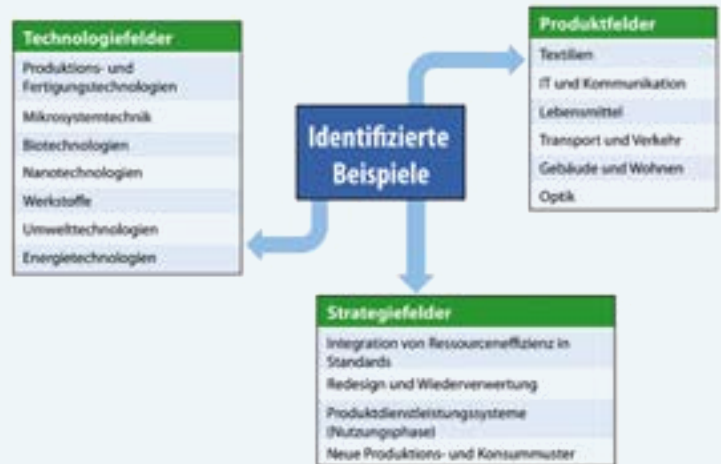 Technologiefelder
Produktions- und
Fertigungstechnologien
Mikrosystemtechnik
Biotechnologien
Nanotechnologien
Werkstoffe
Umwelttechnologien
Energietechnologien
Identifizierte
Beispiele
Produktfelder
Textilien
IT und Kommunikation
Lebensmittel
Transport und Verkehr
Gebäude und Wohnen
Optik
Strategiefelder
Integration von Ressourceneffizienz in
Standards
Redesign und Wiederverwertung
Produktdienstleistungssysteme
(Nutzungsphase)
Neue Produktions- und Konsummuster